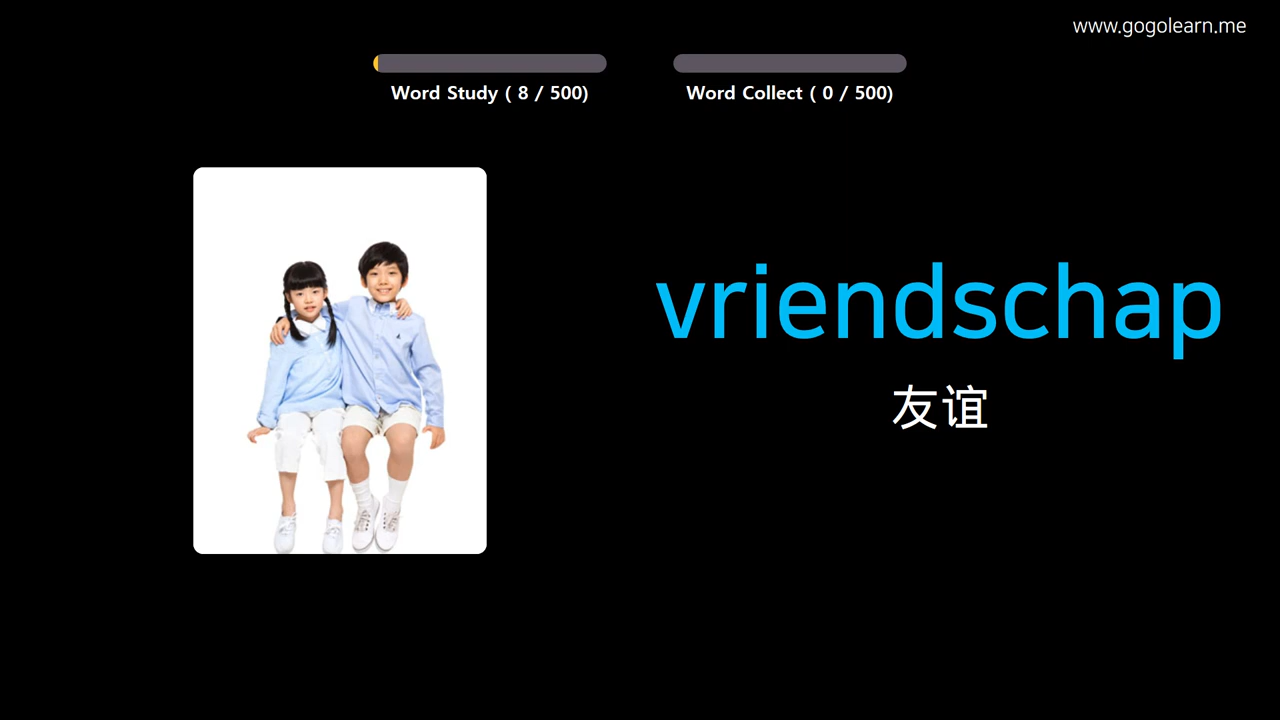 www.gogolearn.me
Word Study ( 8 / 500)
Word Collect ( 0 / 500)
vriendschap
友谊